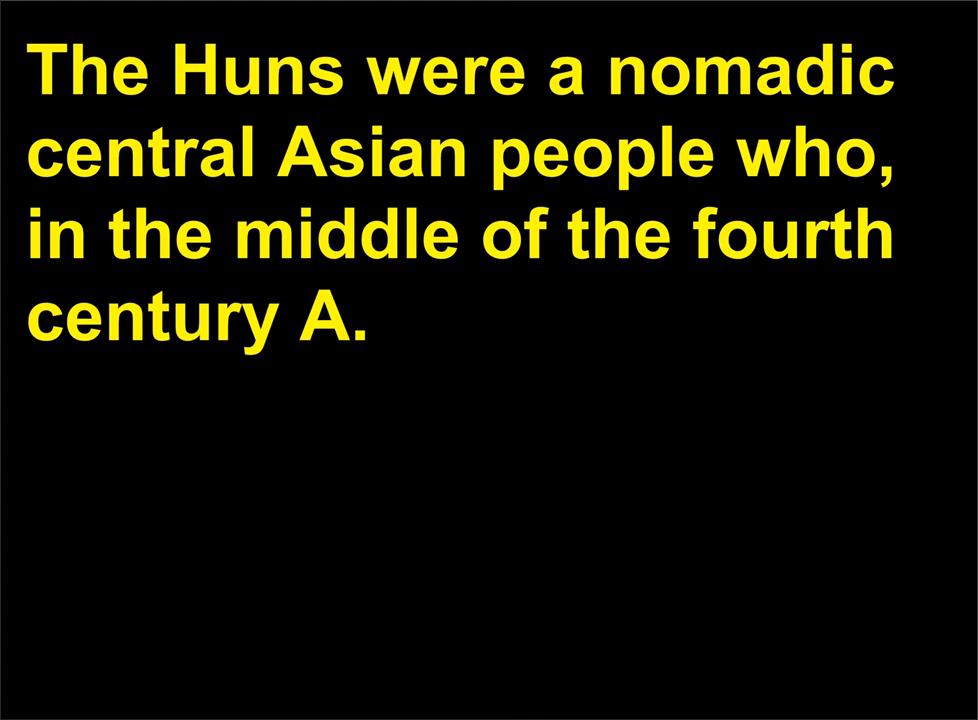 The Huns were a nomadic
central Asian people who,
in the middle of the fourth
century A.